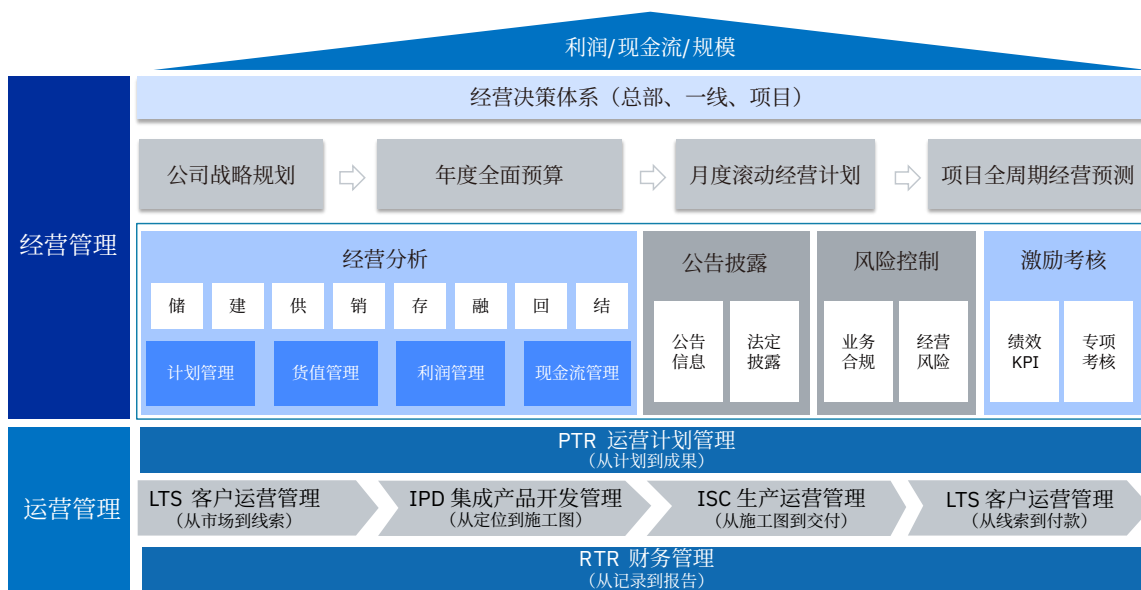 利润/现金流/规模
经营决策体系（总部、一线、项目）
公司战略规划
年度全面预算
月度滚动经营计划
项目全周期经营预测
经营管理
经营分析
储 建 供 销 存 融 回 结
计划管理 货值管理 利润管理 现金流管理
公告披露
公告
信息
法定
披露
风险控制
业务
合规
经营
风险
激励考核
绩效
KPI
专项
考核
运营管理
PTR 运营计划管理
（从计划到成果）
LTS 客户运营管理
（从市场到线索）
IPD 集成产品开发管理
（从定位到施工图）
ISC 生产运营管理
（从施工图到交付）
LTS 客户运营管理
（从线索到付款）
RTR 财务管理
（从记录到报告）